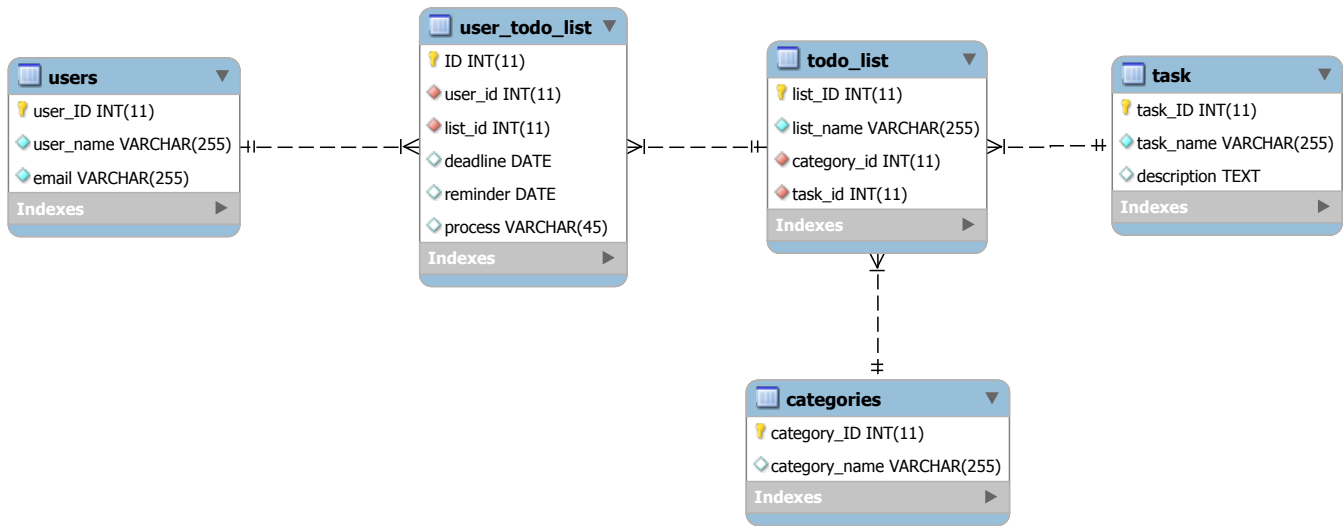 users
user_ID INT(11)
user_name VARCHAR(255)
email VARCHAR(255)
Indexes
user_todo_list
ID INT(11)
user_id INT(11)
list_id INT(11)
deadline DATE
reminder DATE
process VARCHAR(45)
Indexes
todo_list
list_ID INT(11)
list_name VARCHAR(255)
category_id INT(11)
task_id INT(11)
Indexes
task
task_ID INT(11)
task_name VARCHAR(255)
description TEXT
Indexes
categories
category_ID INT(11)
category_name VARCHAR(255)
Indexes